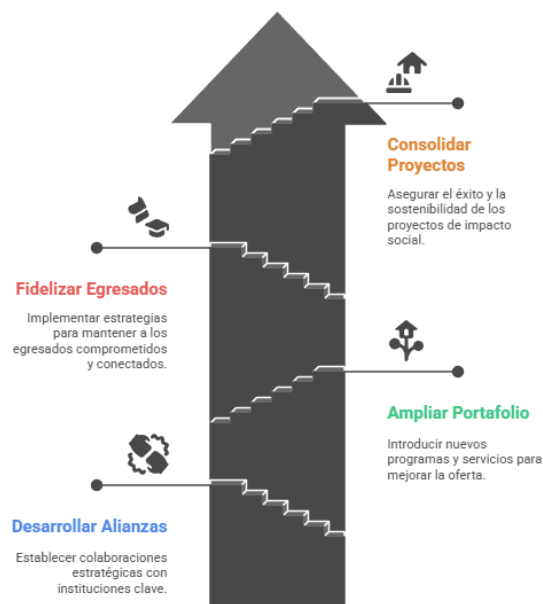 Consolidar
Proyectos
Asegurar el éxito y la
sostenibilidad de los
proyectos de impacto
social.
Fidelizar Egresados
Implementar estrategias
para mantener a los
egresados comprometidos
y conectados.
Ampliar Portafolio
Introducir nuevos
programas y servicios para
mejorar la oferta.
Desarrollar Alianzas
Establecer colaboraciones
estratégicas con
instituciones clave.